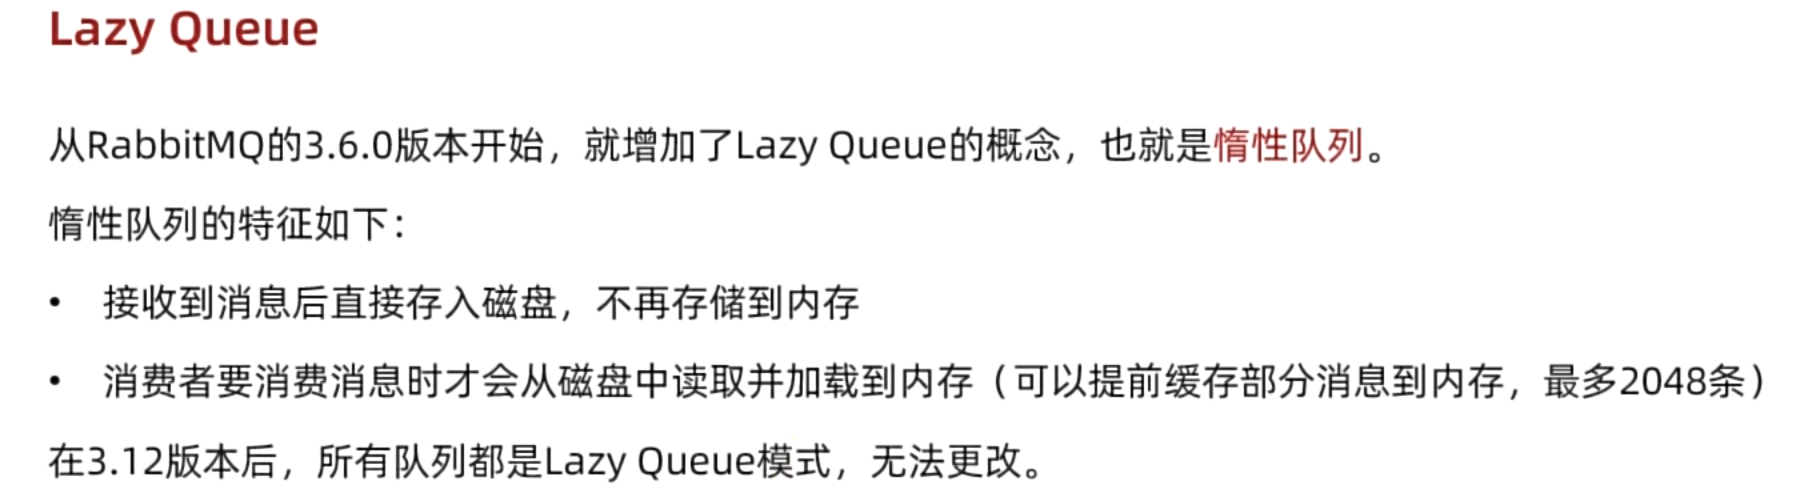 Lazy Queue
从RabbitMQ的3.6.0版本开始，就增加了Lazy Queue的概念，也就是惰性队列。
惰性队列的特征如下：
• 接收到消息后直接存入磁盘，不再存储到内存
• 消费者要消费消息时才会从磁盘中读取并加载到内存（可以提前缓存部分消息到内存，最多2048条）
在3.12版本后，所有队列都是Lazy Queue模式，无法更改。